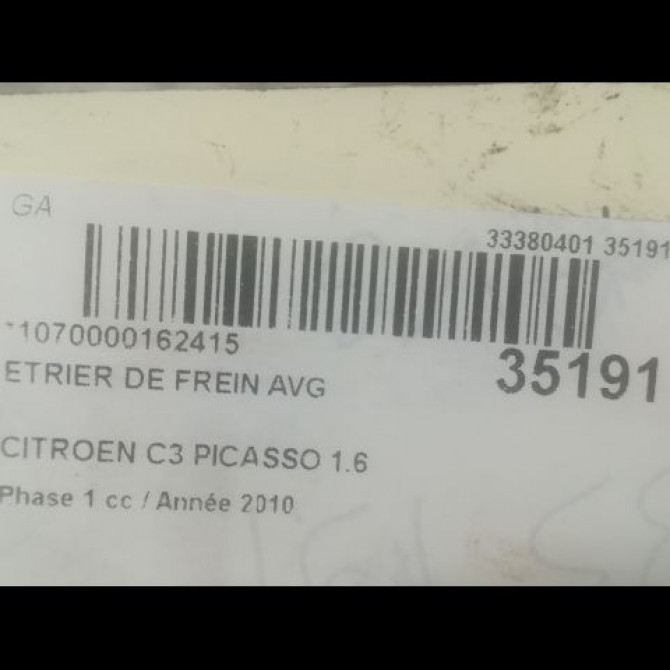 GA
33380401 35191
*1070000162415
35191
ETRIER DE FREIN AVG
CITROEN C3 PICASSO 1.6
Phase 1 cc / Année 2010